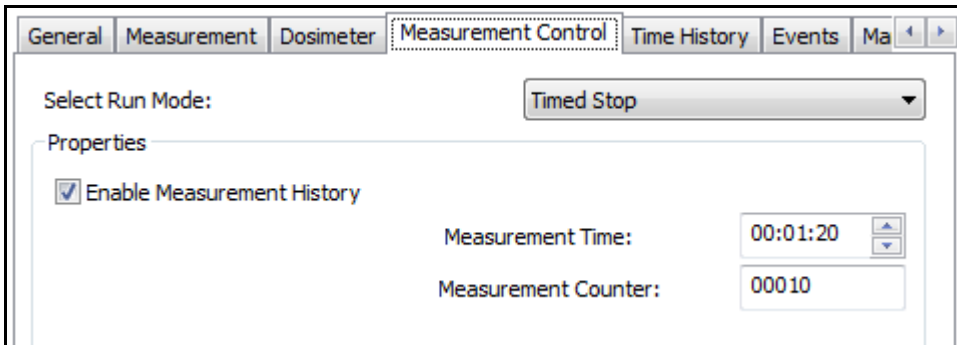 General Measurement Dosimeter Measurement Control Time History Events Ma
Select Run Mode: Timed Stop
Properties
Enable Measurement History
Measurement Time: 00:01:20
Measurement Counter: 00010